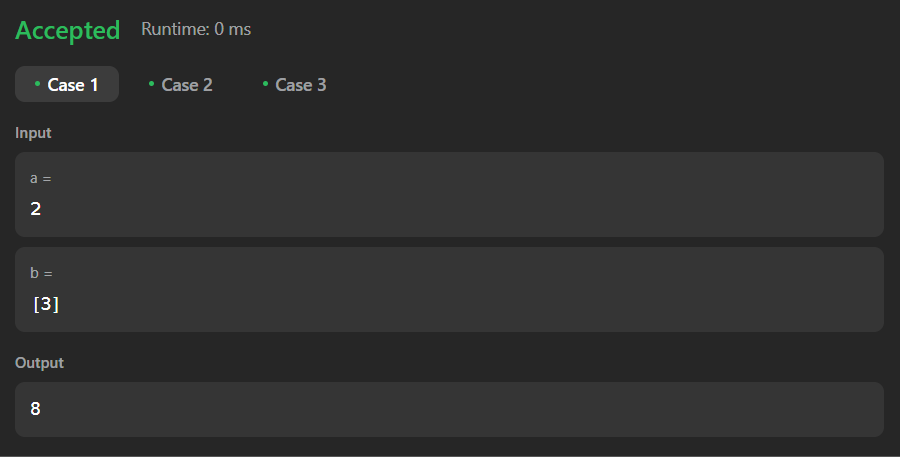 Accepted Runtime: 0 ms
• Case 1 • Case 2 • Case 3
Input
a =
2
b =
[3]
Output
8